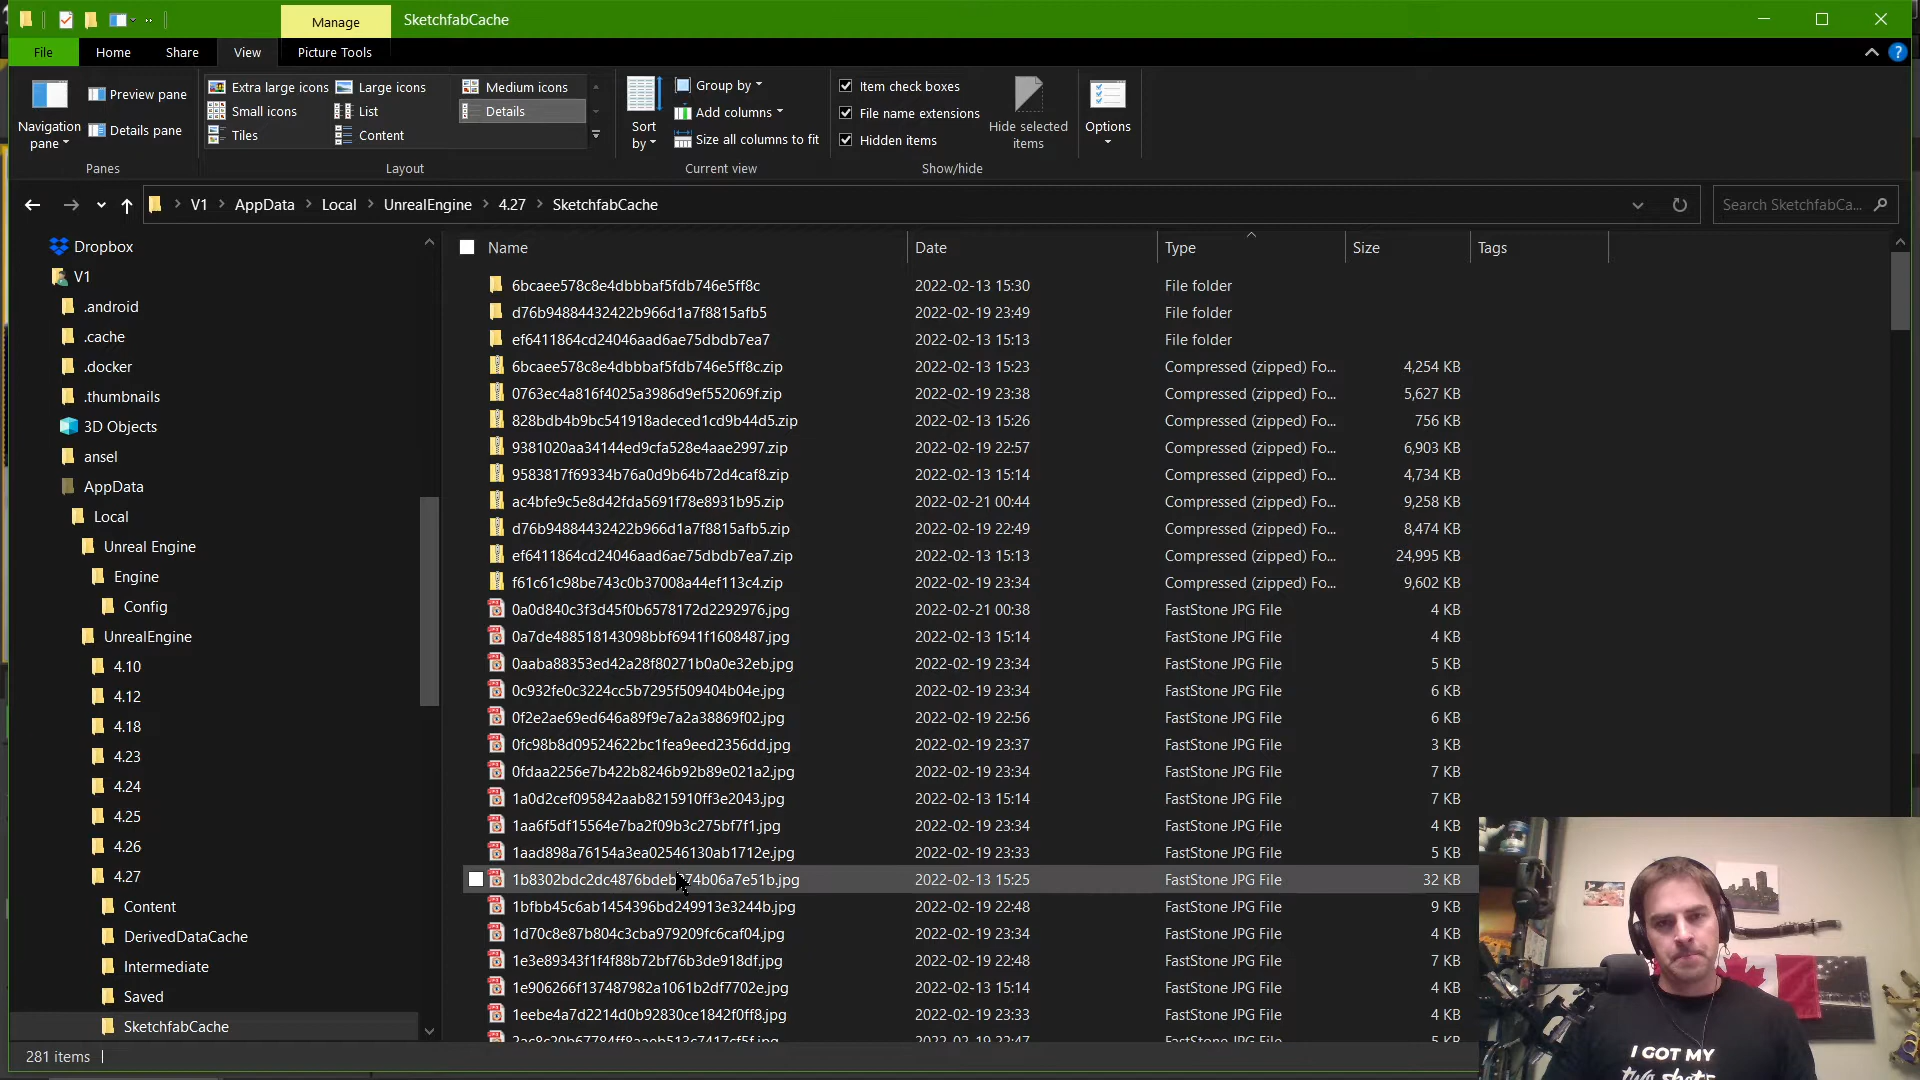 Manage
SketchfabCache
File
Home
Share
View
Picture Tools
Navigation pane
Preview pane
Details pane
Panes
Extra large icons
Large icons
Medium icons
Small icons
List
Details
Tiles
Content
Layout
Sort by
Group by
Add columns
Size all columns to fit
Current view
Item check boxes
File name extensions
Hidden items
Hide selected items
Show/hide
Options
V1 > AppData > Local > UnrealEngine > 4.27 > SketchfabCache
Search SketchfabCa...
Dropbox
V1
.android
.cache
.docker
.thumbnails
3D Objects
ansel
AppData
Local
Unreal Engine
Engine
Config
UnrealEngine
4.10
4.12
4.18
4.23
4.24
4.25
4.26
4.27
Content
DerivedDataCache
Intermediate
Saved
SketchfabCache
Name Date Type Size Tags
6bcaee578c8e4dbbbaf5fdb746e5ff8c 2022-02-13 15:30 File folder
d76b94884432422b966d1a7f8815afb5 2022-02-19 23:49 File folder
ef6411864cd24046aad6ae75dbdb7ea7 2022-02-13 15:13 File folder
6bcaee578c8e4dbbbaf5fdb746e5ff8c.zip 2022-02-13 15:23 Compressed (zipped) Fo... 4,254 KB
0763ec4a816f4025a3986d9ef552069f.zip 2022-02-19 23:38 Compressed (zipped) Fo... 5,627 KB
828bdb4b9bc541918adeced1cd9b44d5.zip 2022-02-13 15:26 Compressed (zipped) Fo... 756 KB
9381020aa34144ed9cfa528e4aae2997.zip 2022-02-19 22:57 Compressed (zipped) Fo... 6,903 KB
9583817f69334b76a0d9b64b72d4caf8.zip 2022-02-13 15:14 Compressed (zipped) Fo... 4,734 KB
ac4bfe9c5e8d42fda5691f78e8931b95.zip 2022-02-21 00:44 Compressed (zipped) Fo... 9,258 KB
d76b94884432422b966d1a7f8815afb5.zip 2022-02-19 22:49 Compressed (zipped) Fo... 8,474 KB
ef6411864cd24046aad6ae75dbdb7ea7.zip 2022-02-13 15:13 Compressed (zipped) Fo... 24,995 KB
f61c61c98be743c0b37008a44ef113c4.zip 2022-02-19 23:34 Compressed (zipped) Fo... 9,602 KB
0a0d840c3f3d45f0b6578172d2292976.jpg 2022-02-21 00:38 FastStone JPG File 4 KB
0a7de488518143098bbf6941f1608487.jpg 2022-02-13 15:14 FastStone JPG File 4 KB
0aaba88353ed42a28f80271b0a0e32eb.jpg 2022-02-19 23:34 FastStone JPG File 5 KB
0c932fe0c3224cc5b7295f509404b04e.jpg 2022-02-19 23:34 FastStone JPG File 6 KB
0f2e2ae69ed646a89f9e7a2a38869f02.jpg 2022-02-19 22:56 FastStone JPG File 6 KB
0fc98b8d09524622bc1fea9eed2356dd.jpg 2022-02-19 23:37 FastStone JPG File 3 KB
0fdaa2256e7b422b8246b92b89e021a2.jpg 2022-02-19 23:34 FastStone JPG File 7 KB
1a0d2cef095842aab8215910ff3e2043.jpg 2022-02-13 15:14 FastStone JPG File 7 KB
1aa6f5df15564e7ba2f09b3c275bf7f1.jpg 2022-02-19 23:34 FastStone JPG File 4 KB
1aad898a76154a3ea02546130ab1712e.jpg 2022-02-19 23:33 FastStone JPG File 5 KB
2022-02-13 15:25 FastStone JPG File 32 KB
1bfbb45c6ab1454396bd249913e3244b.jpg 2022-02-19 22:48 FastStone JPG File 9 KB
1d70c8e87b804c3cba979209fc6caf04.jpg 2022-02-19 23:34 FastStone JPG File 4 KB
1e3e89343f1f4f88b72bf76b3de918df.jpg 2022-02-19 22:48 FastStone JPG File 7 KB
1e906266f137487982a1061b2df7702e.jpg 2022-02-13 15:14 FastStone JPG File 4 KB
1eebe4a7d2214d0b92830ce1842f0ff8.jpg 2022-02-19 23:33 FastStone JPG File 4 KB
2022-02-19 22:47 FastStone JPG File 5 KB
281 items
I GOT MY